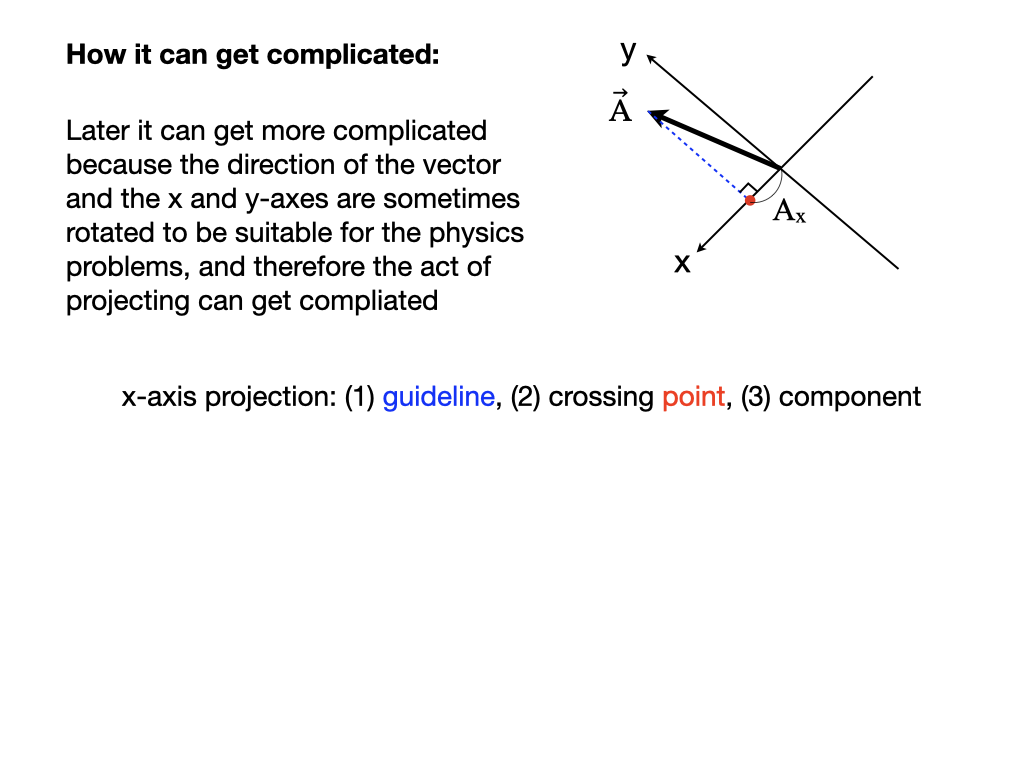 How it can get complicated:
Later it can get more complicated
because the direction of the vector
and the x and y-axes are sometimes
rotated to be suitable for the physics
problems, and therefore the act of
projecting can get compliated
y
A⃗
Aₓ
x
x-axis projection: (1) guideline, (2) crossing point, (3) component